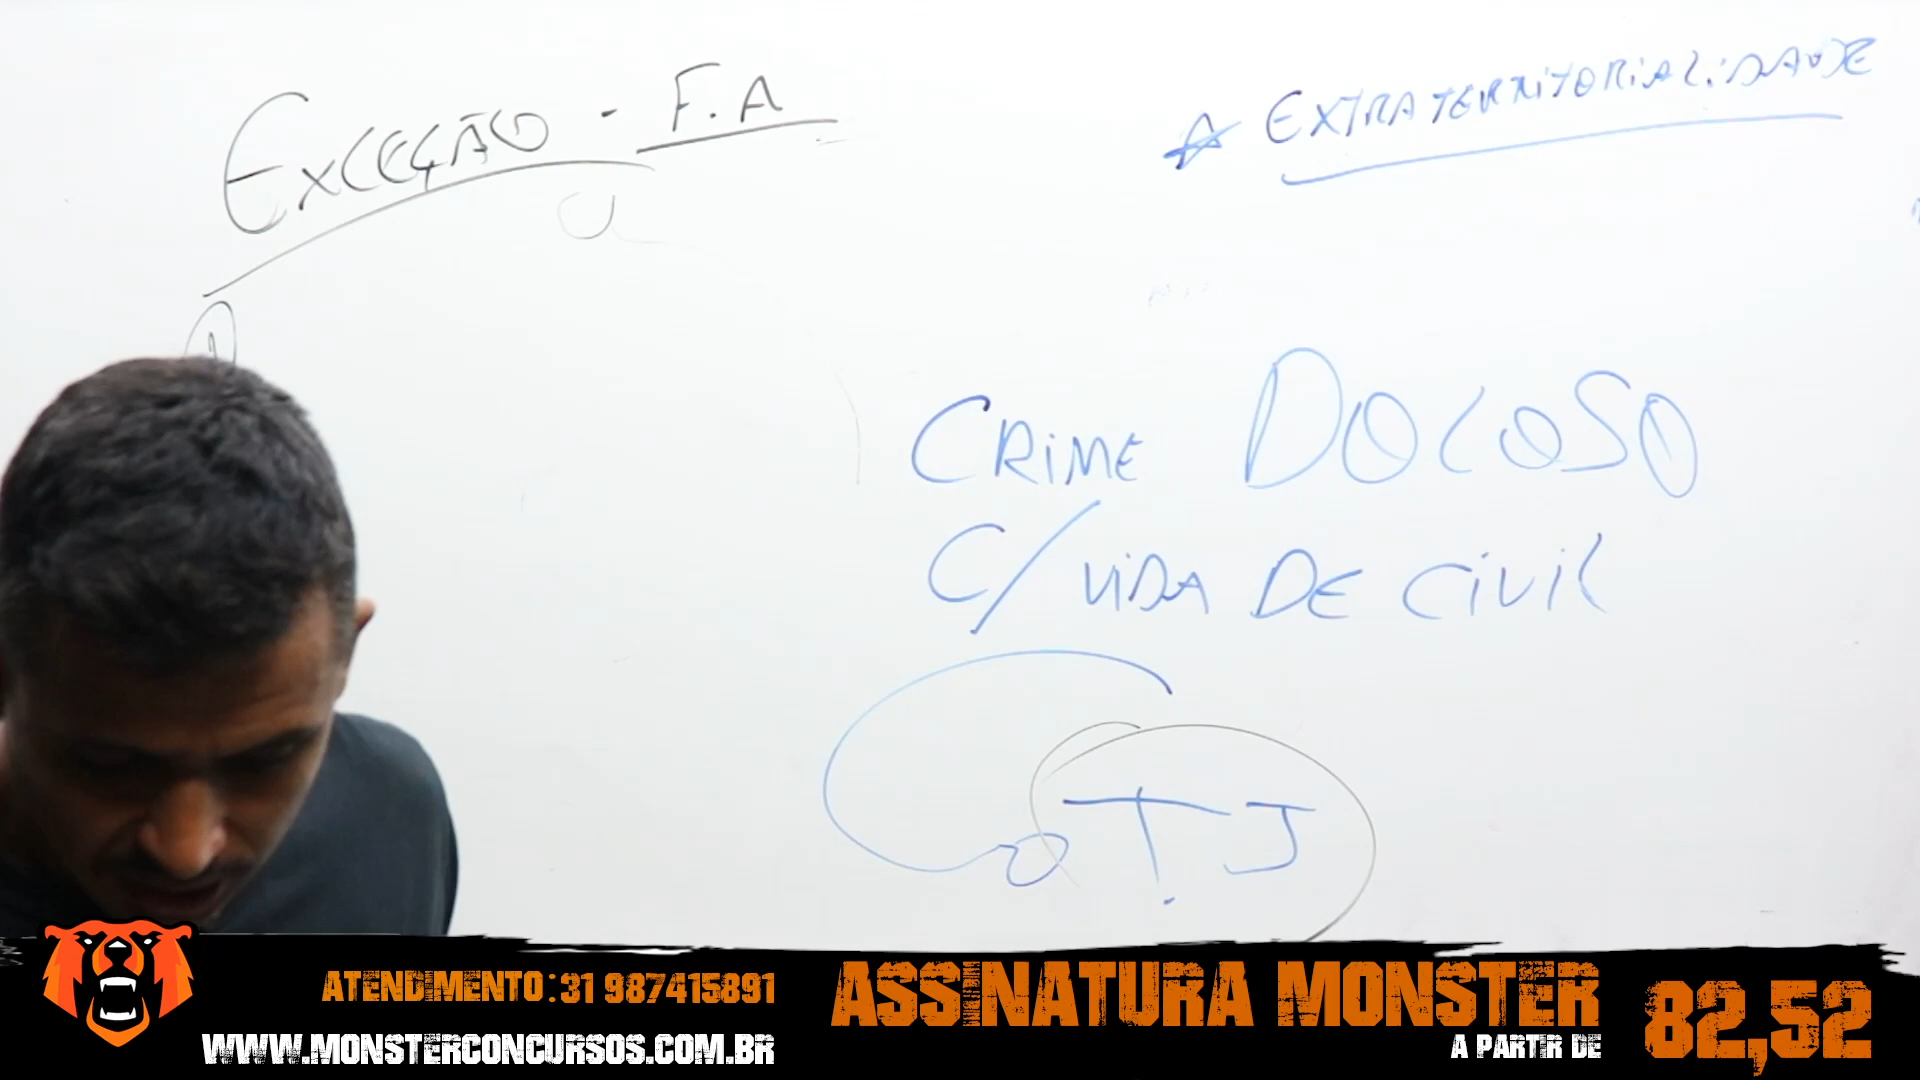 EXCEÇÃO - F.A
EXTRATERRITORIALIDADE
1
CRIME DOLOSO
C/ VIDA DE CIVIL
T.J
ATENDIMENTO: 31 987415891
WWW.MONSTERCONCURSOS.COM.BR
ASSINATURA MONSTER
A PARTIR DE
82,52